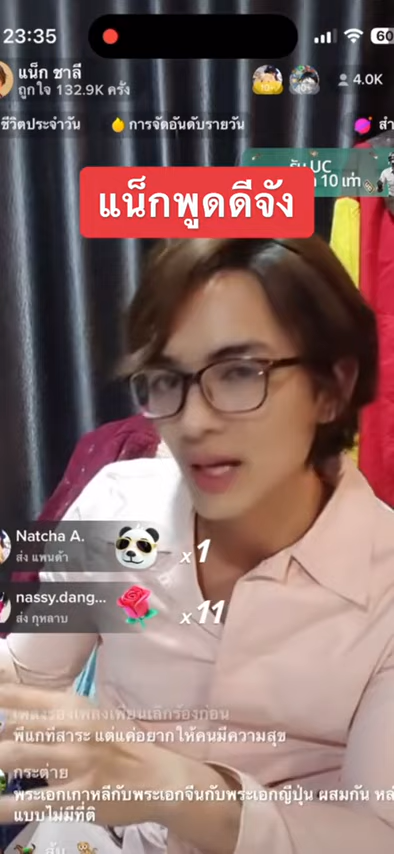 23:35
60
แน็ก ชาลี
ถูกใจ 132.9K ครั้ง
4.0K
ชีวิตประจำวัน
การจัดอันดับรายวัน
UC
10 เท่า
แน็กพูดดีจัง
Natcha A.
ส่ง แพนด้า
x1
nassy.dang...
ส่ง กุหลาบ
x11
พี่แกทีสาระ แต่แค่อยากให้คนมีความสุข
กระต่าย
พระเอกเกาหลีกับพระเอกจีนกับพระเอกญี่ปุ่น ผสมกัน
แบบไม่มีที่ติ